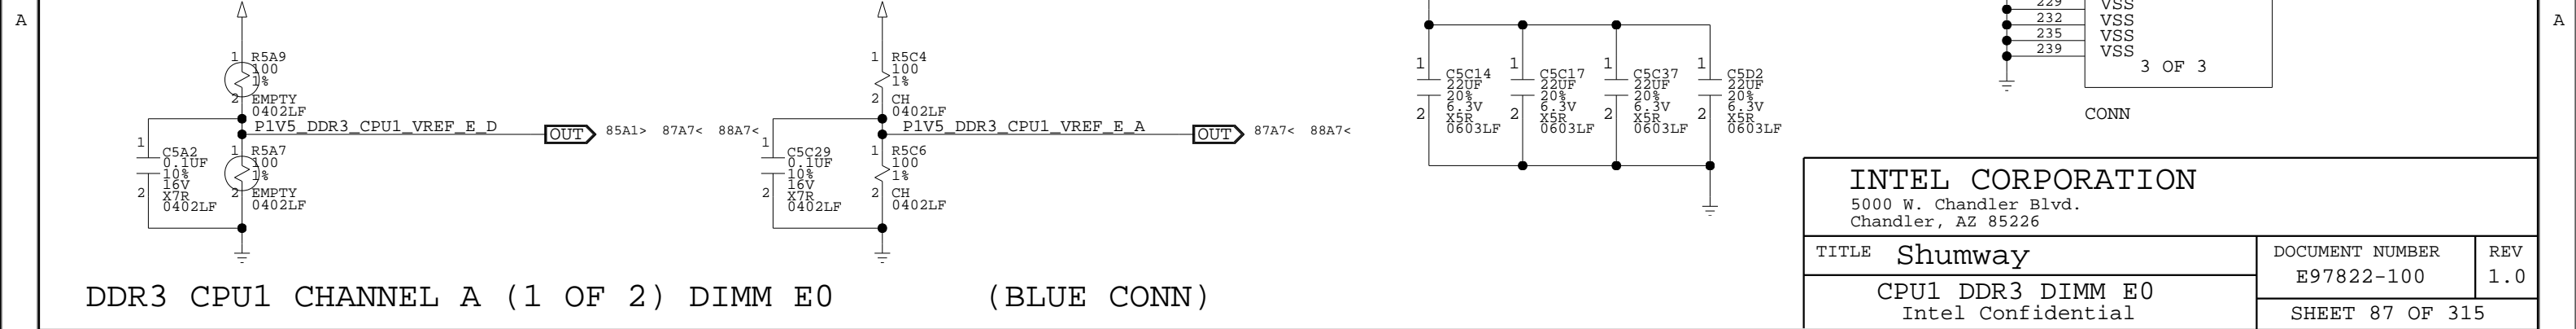 A
1 R5A9
100
1%
2 EMPTY
0402LF
P1V5_DDR3_CPU1_VREF_E_D
OUT
85A1> 87A7< 88A7<
1
C5A2
0.1UF
10%
16V
X7R
2
0402LF
1 R5A7
100
1%
2 EMPTY
0402LF
1 R5C4
100
1%
2 CH
0402LF
P1V5_DDR3_CPU1_VREF_E_A
OUT
87A7< 88A7<
1
C5C29
0.1UF
10%
16V
X7R
2
0402LF
1 R5C6
100
1%
2 CH
0402LF
1
C5C14
22UF
20%
6.3V
2
X5R
0603LF
1
C5C17
22UF
20%
6.3V
2
X5R
0603LF
1
C5C37
22UF
20%
6.3V
2
X5R
0603LF
1
C5D2
22UF
20%
6.3V
2
X5R
0603LF
229 VSS
232 VSS
235 VSS
239 VSS
3 OF 3
CONN
A
DDR3 CPU1 CHANNEL A (1 OF 2) DIMM E0 (BLUE CONN)
INTEL CORPORATION
5000 W. Chandler Blvd.
Chandler, AZ 85226
TITLE Shumway
CPU1 DDR3 DIMM E0
Intel Confidential
DOCUMENT NUMBER
E97822-100
REV
1.0
SHEET 87 OF 315